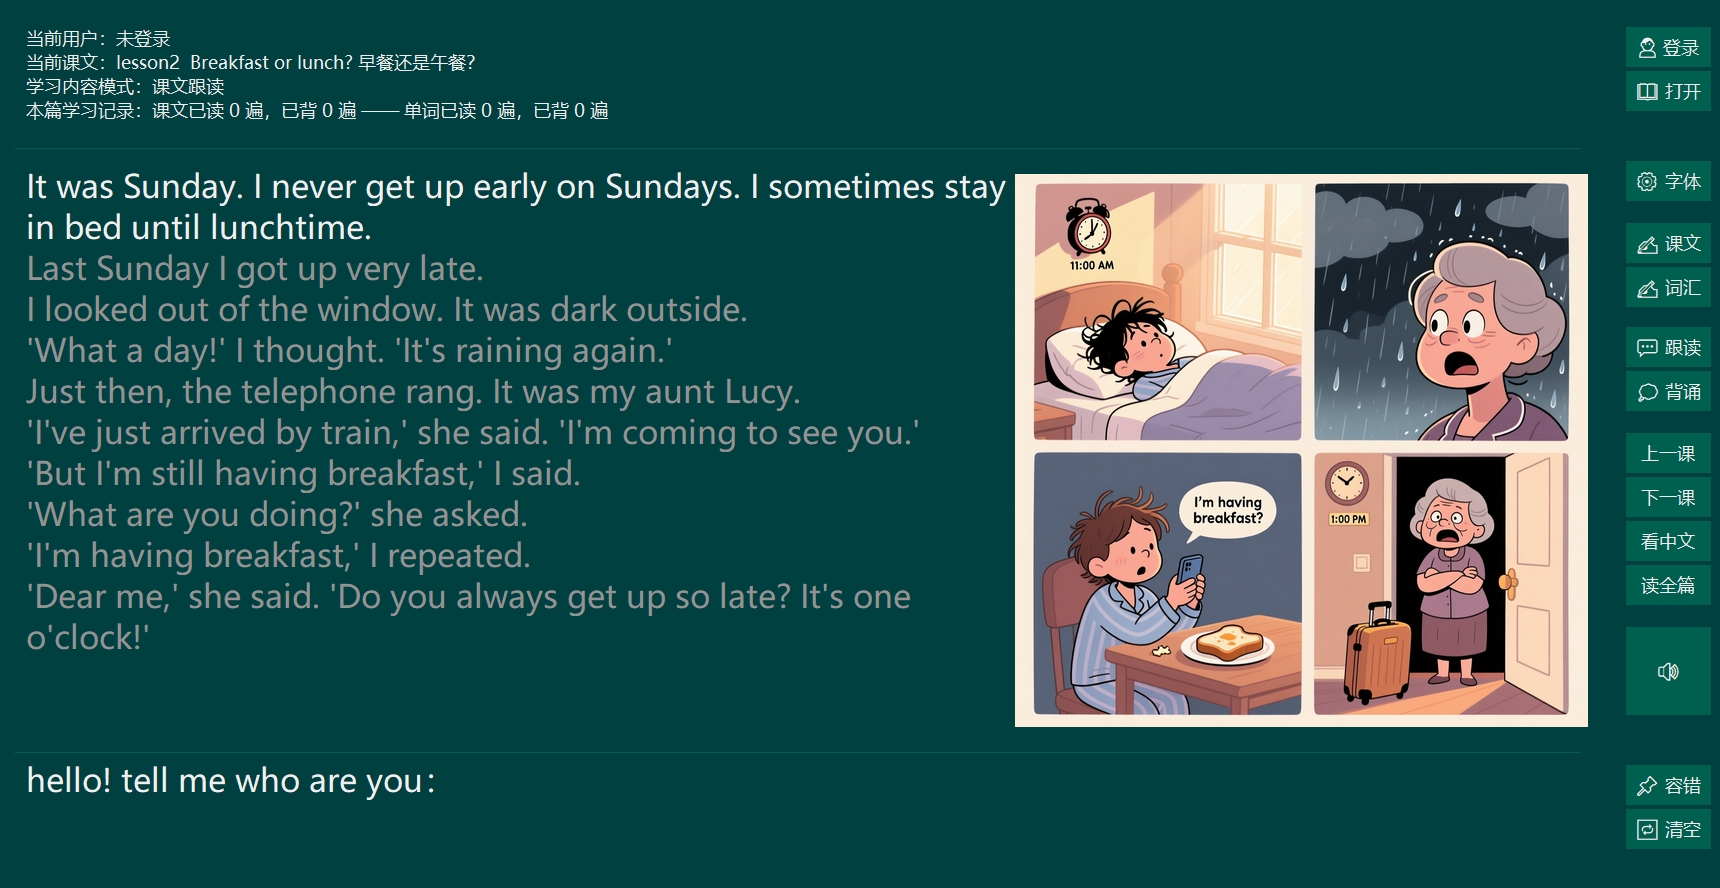 当前用户：未登录
当前课文：lesson2  Breakfast or lunch? 早餐还是午餐?
学习内容模式：课文跟读
本篇学习记录：课文已读 0 遍，已背 0 遍 —— 单词已读 0 遍，已背 0 遍
登录
打开
It was Sunday. I never get up early on Sundays. I sometimes stay
in bed until lunchtime.
Last Sunday I got up very late.
I looked out of the window. It was dark outside.
'What a day!' I thought. 'It's raining again.'
Just then, the telephone rang. It was my aunt Lucy.
'I've just arrived by train,' she said. 'I'm coming to see you.'
'But I'm still having breakfast,' I said.
'What are you doing?' she asked.
'I'm having breakfast,' I repeated.
'Dear me,' she said. 'Do you always get up so late? It's one
o'clock!'
11:00 AM
I'm having
breakfast?
1:00 PM
字体
课文
词汇
跟读
背诵
上一课
下一课
看中文
读全篇
hello! tell me who are you：
容错
清空